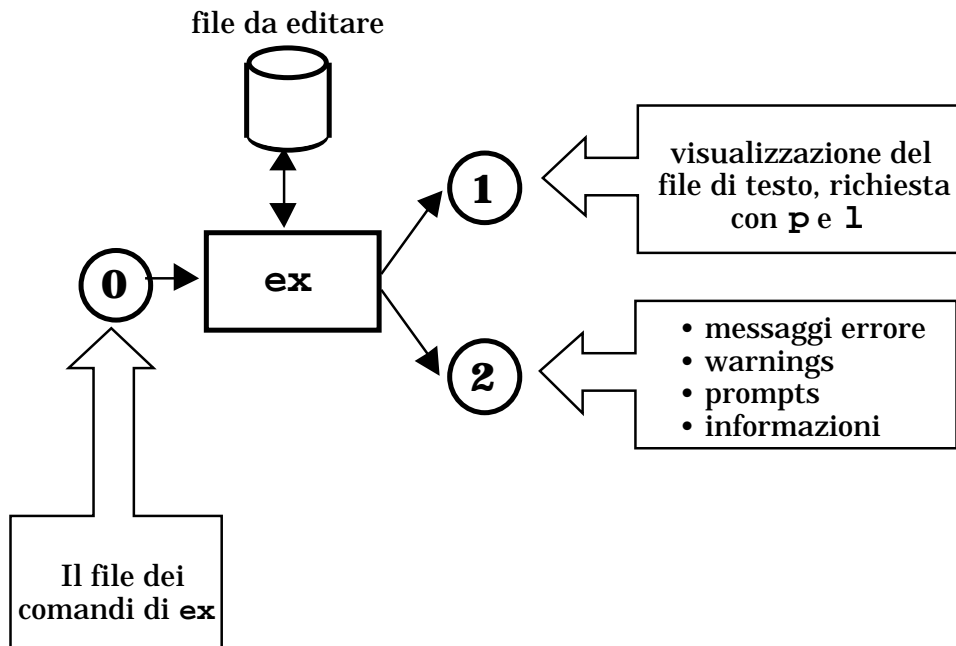 file da editare
1
visualizzazione del
file di testo, richiesta
con p e l
0
ex
2
• messaggi errore
• warnings
• prompts
• informazioni
Il file dei
comandi di ex